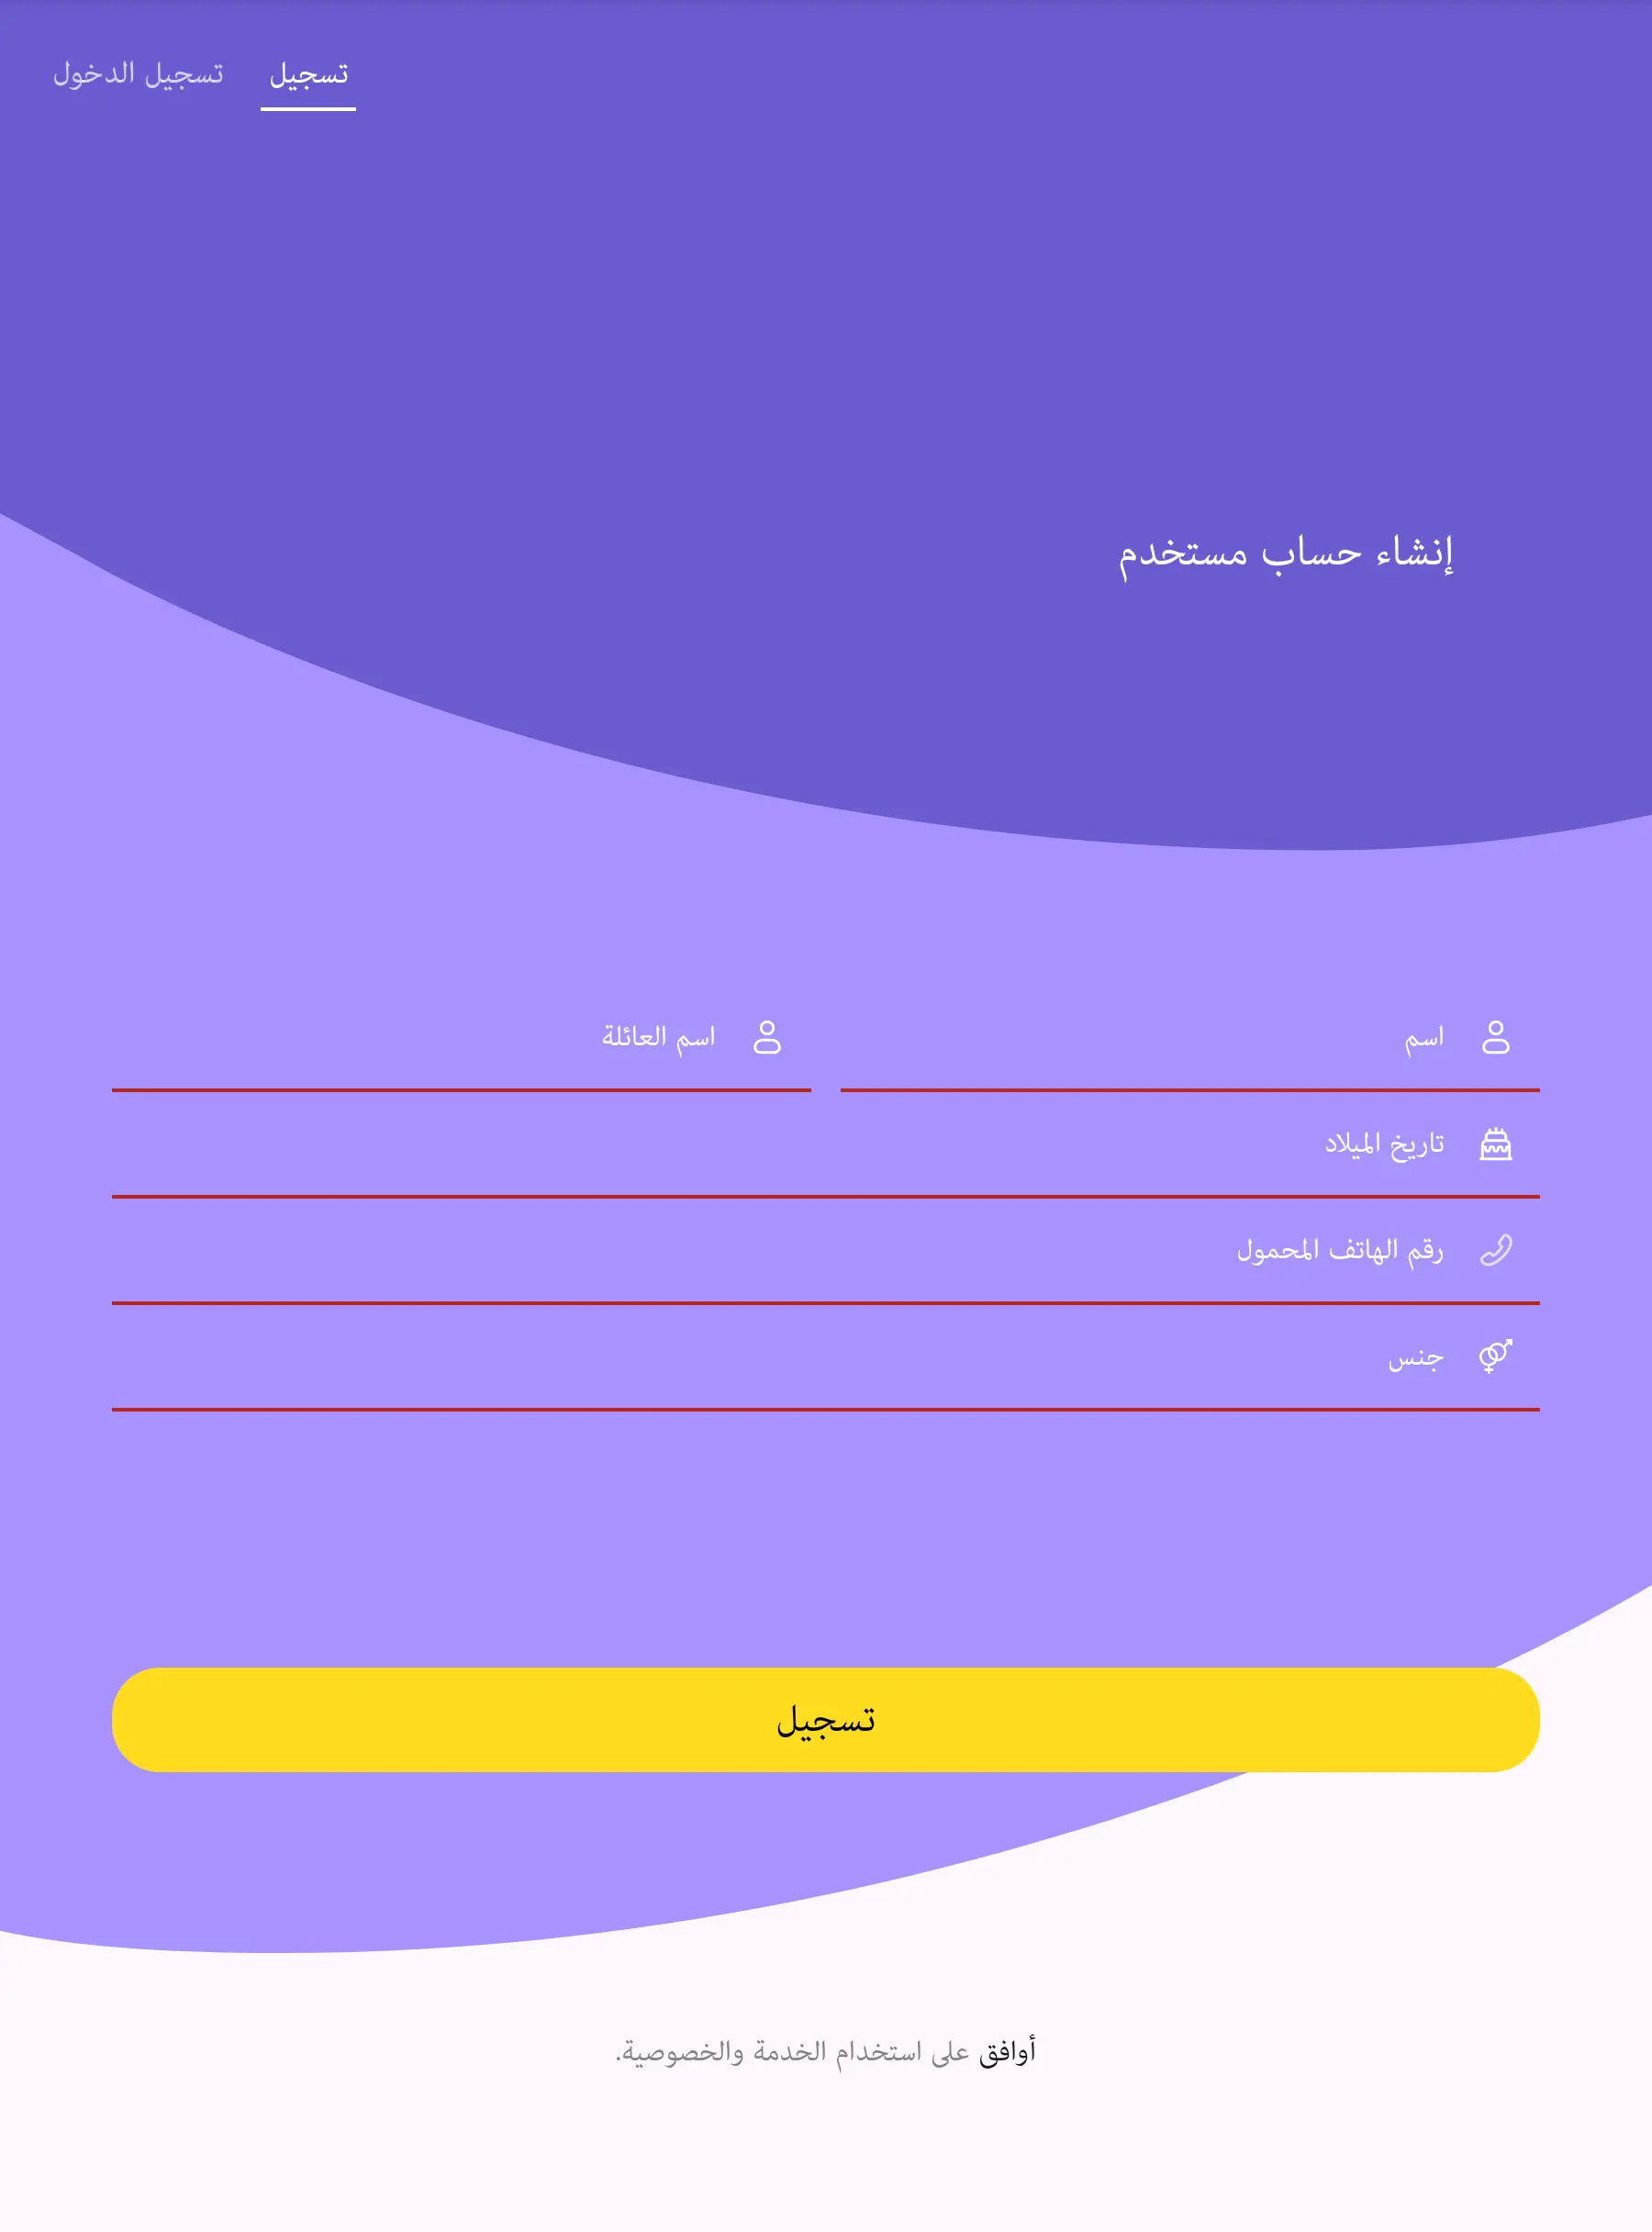 تسجيل
تسجيل الدخول
إنشاء حساب مستخدم
اسم
اسم العائلة
تاريخ الميلاد
رقم الهاتف المحمول
جنس
تسجيل
أوافق على استخدام الخدمة والخصوصية.